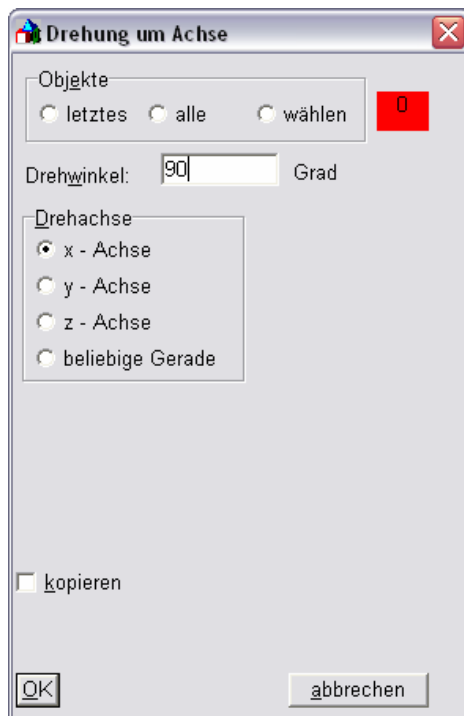 Drehung um Achse
Objekte
letztes alle wählen 0
Drehwinkel: 90 Grad
Drehachse
x - Achse
y - Achse
z - Achse
beliebige Gerade
kopieren
OK abbrechen